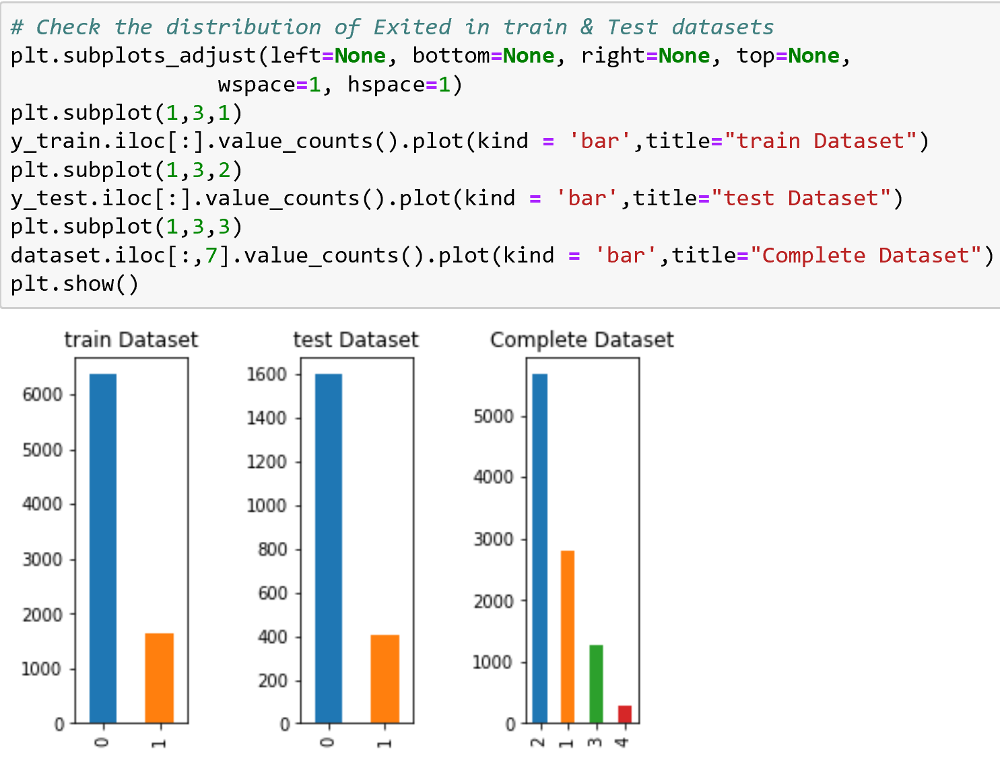 # Check the distribution of Exited in train & Test datasets
plt.subplots_adjust(left=None, bottom=None, right=None, top=None,
                wspace=1, hspace=1)
plt.subplot(1,3,1)
y_train.iloc[:].value_counts().plot(kind = 'bar',title="train Dataset")
plt.subplot(1,3,2)
y_test.iloc[:].value_counts().plot(kind = 'bar',title="test Dataset")
plt.subplot(1,3,3)
dataset.iloc[:,7].value_counts().plot(kind = 'bar',title="Complete Dataset")
plt.show()
train Dataset
6000
5000
4000
3000
2000
1000
0
0 1
test Dataset
1600
1400
1200
1000
800
600
400
200
0
0 1
Complete Dataset
5000
4000
3000
2000
1000
0
2 1 3 4